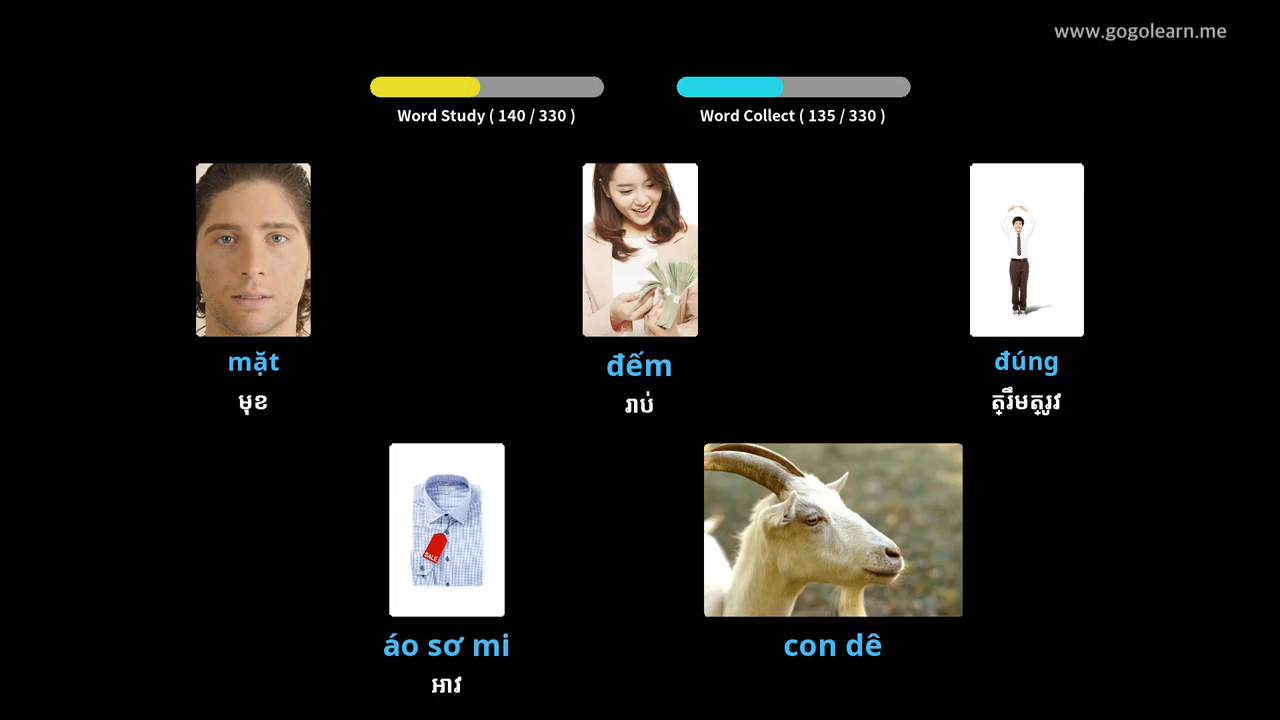 www.gogolearn.me
Word Study ( 140 / 330 )
Word Collect ( 135 / 330 )
mặt
មុខ
đếm
រាប់
đúng
ត្រឹមត្រូវ
SALE
áo sơ mi
អាវ
con dê